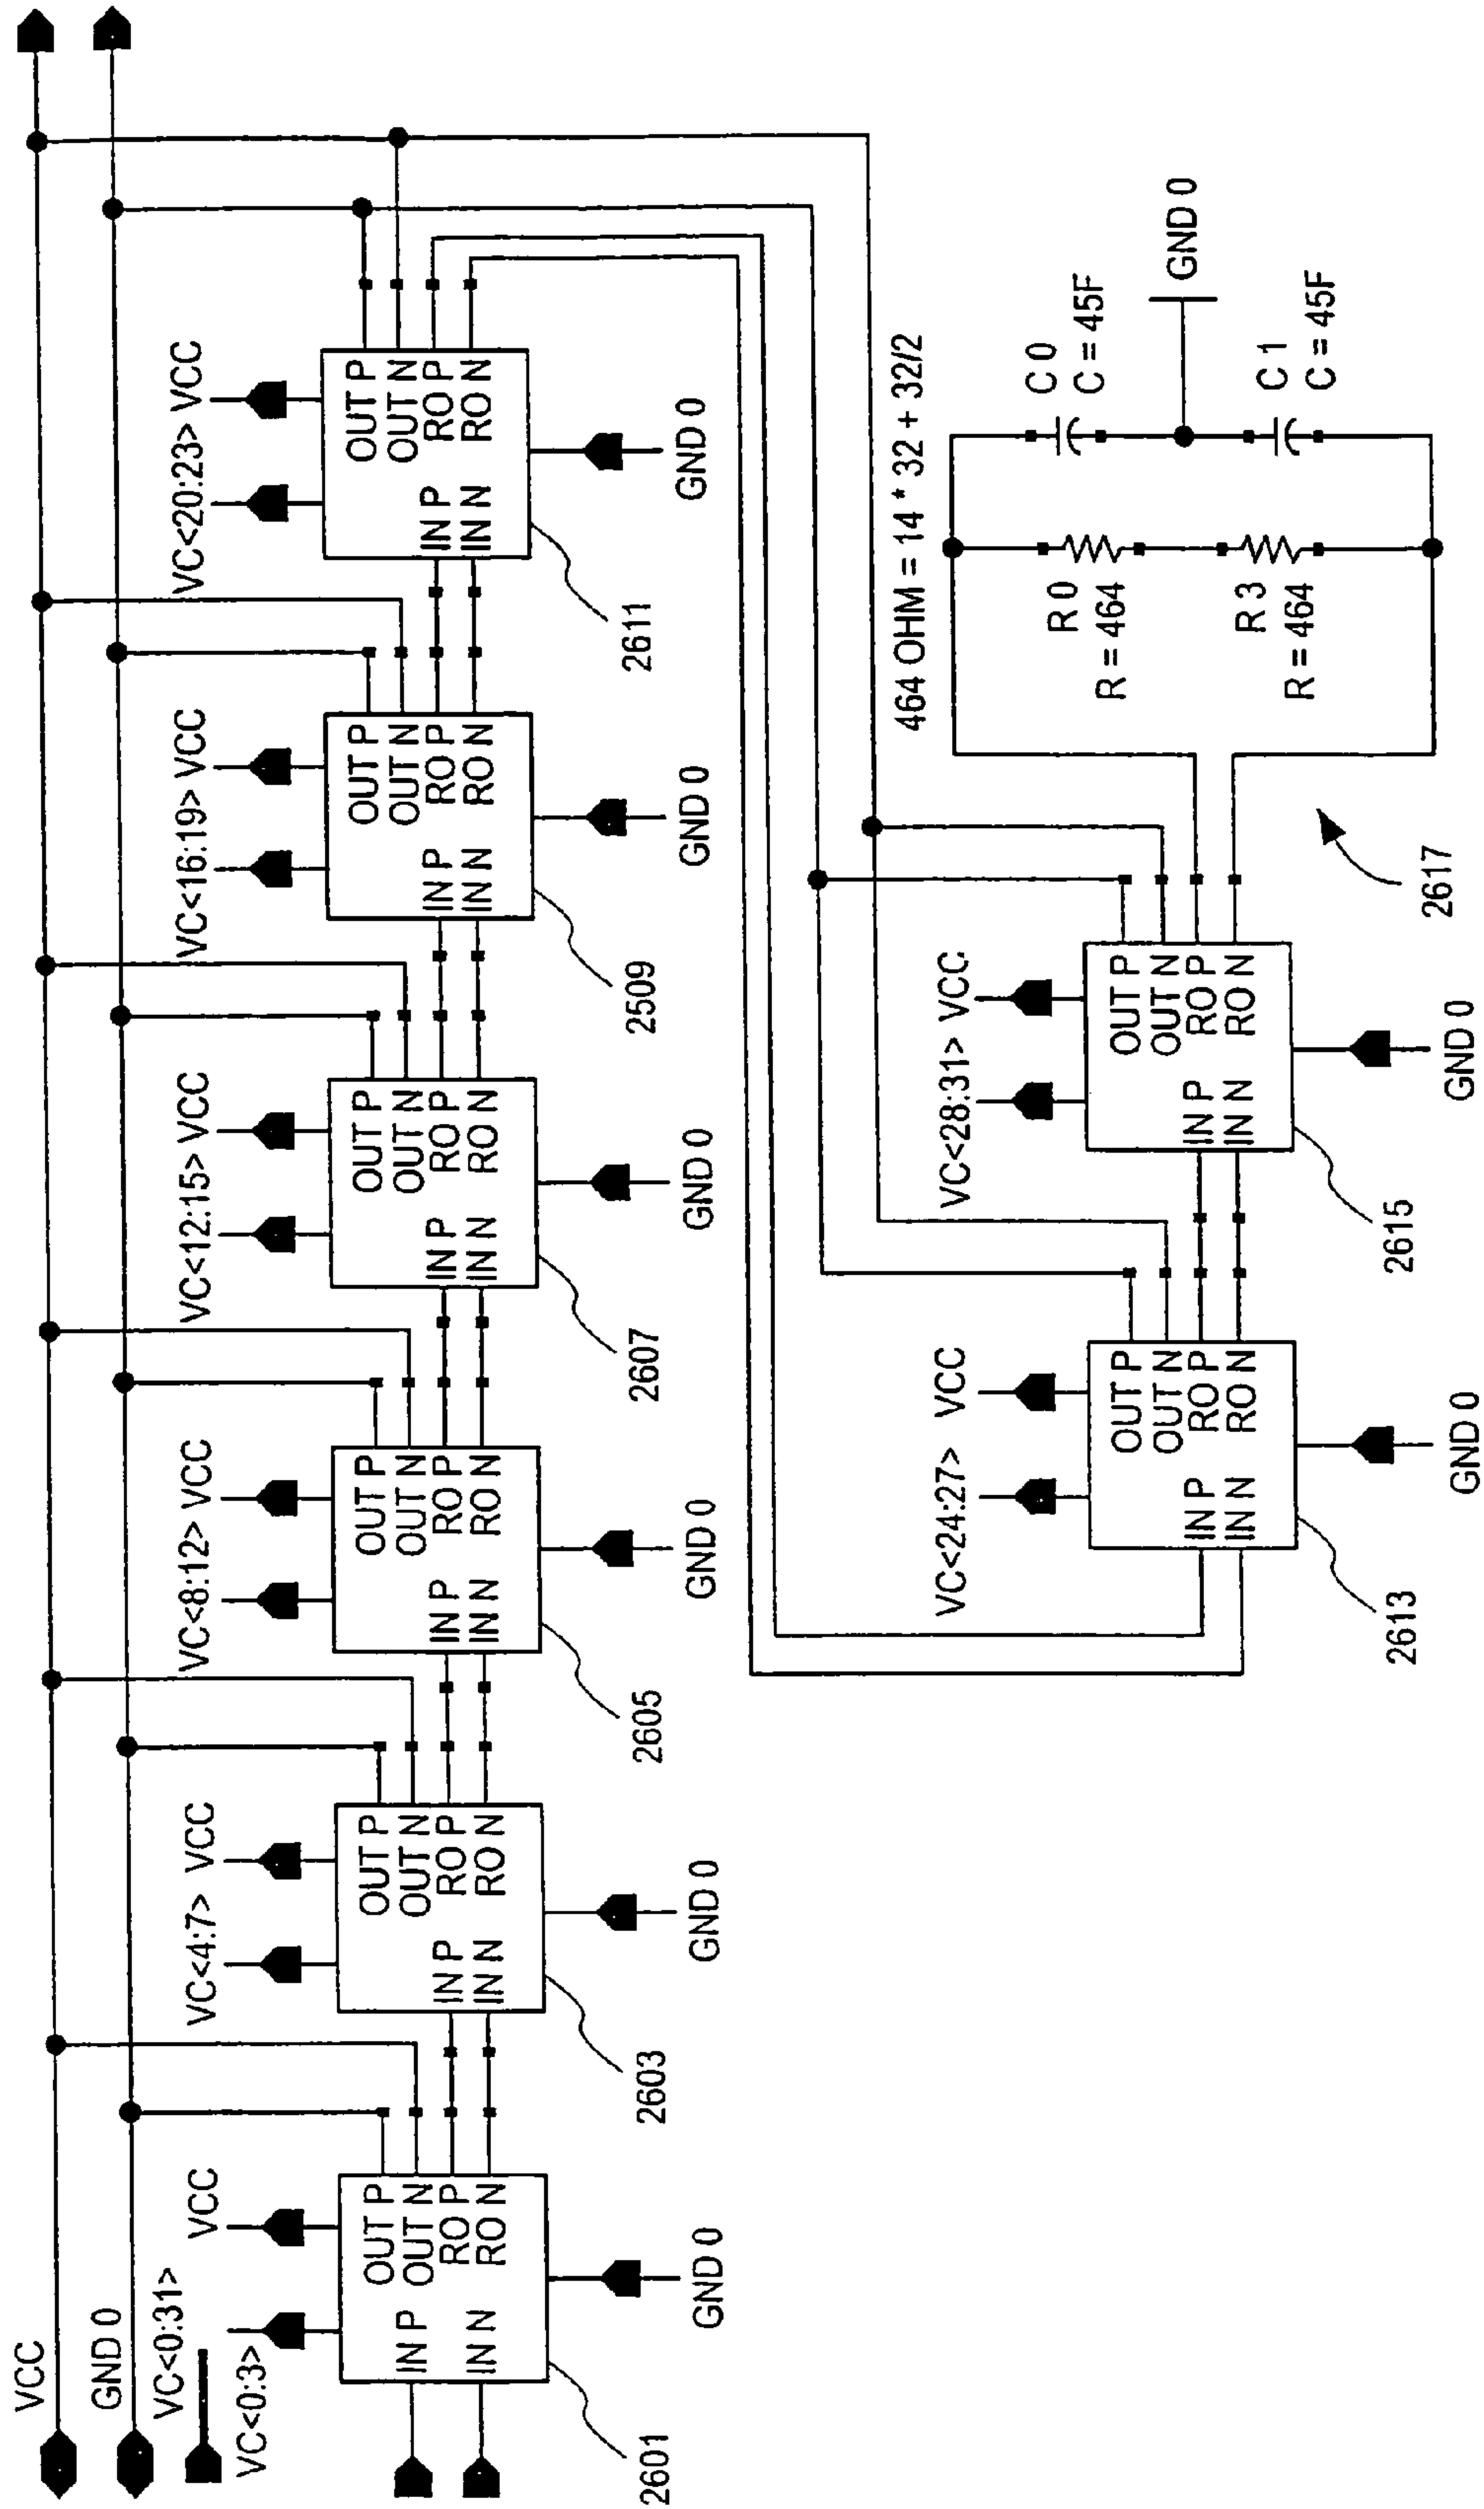 VCC
GND 0
VC<0:31>
VC<0:3>
VCC
IN P
IN N
OUT P
OUT N
RO P
RO N
GND 0
2601
VC<4:7>
VCC
IN P
IN N
OUT P
OUT N
RO P
RO N
GND 0
2603
VC<8:12>
VCC
IN P
IN N
OUT P
OUT N
RO P
RO N
GND 0
2605
VC<12:15>
VCC
IN P
IN N
OUT P
OUT N
RO P
RO N
GND 0
2607
VC<16:19>
VCC
IN P
IN N
OUT P
OUT N
RO P
RO N
GND 0
2509
VC<20:23>
VCC
IN P
IN N
OUT P
OUT N
RO P
RO N
GND 0
2611
VC<24:27>
VCC
IN P
IN N
OUT P
OUT N
RO P
RO N
GND 0
2613
VC<28:31>
VCC
IN P
IN N
OUT P
OUT N
RO P
RO N
GND 0
2615
464 OHM = 14 * 32 + 32/2
R 0
R = 464
R 3
R = 464
C 0
C = 45F
C 1
C = 45F
GND 0
2617